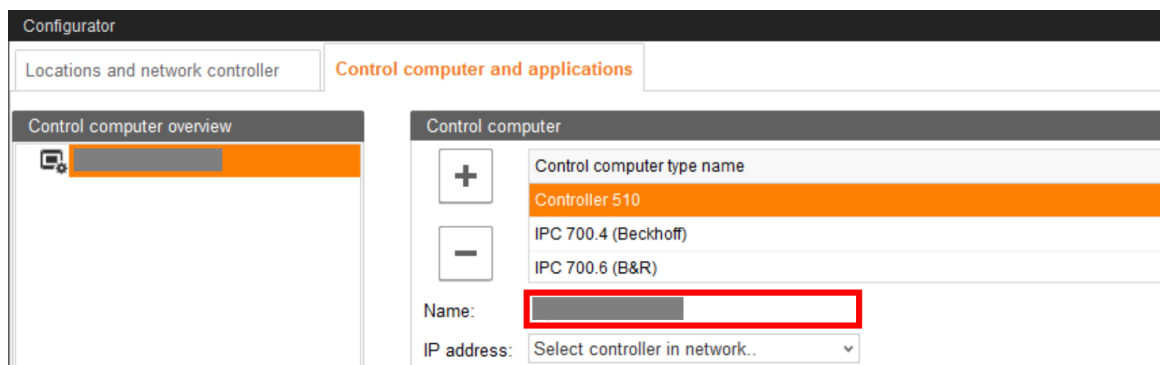 Configurator
Locations and network controller
Control computer and applications
Control computer overview
Control computer
Control computer type name
Controller 510
IPC 700.4 (Beckhoff)
IPC 700.6 (B&R)
Name:
IP address: Select controller in network..